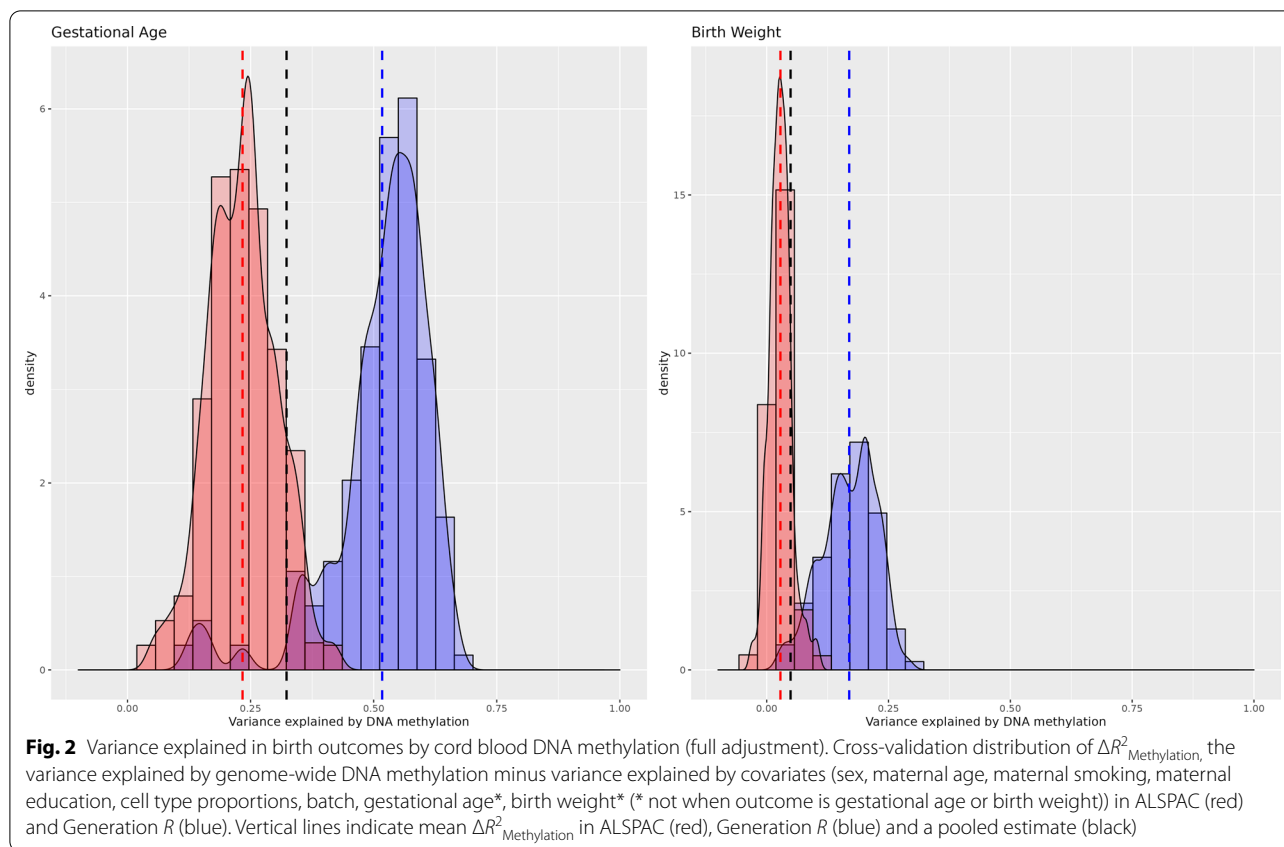 Gestational Age
Birth Weight
density
6
4
2
0
0.00 0.25 0.50 0.75 1.00
Variance explained by DNA methylation
density
15
10
5
0
0.00 0.25 0.50 0.75 1.00
Variance explained by DNA methylation
Fig. 2 Variance explained in birth outcomes by cord blood DNA methylation (full adjustment). Cross-validation distribution of ΔR²Methylation, the
variance explained by genome-wide DNA methylation minus variance explained by covariates (sex, maternal age, maternal smoking, maternal
education, cell type proportions, batch, gestational age*, birth weight* (* not when outcome is gestational age or birth weight)) in ALSPAC (red)
and Generation R (blue). Vertical lines indicate mean ΔR²Methylation in ALSPAC (red), Generation R (blue) and a pooled estimate (black)